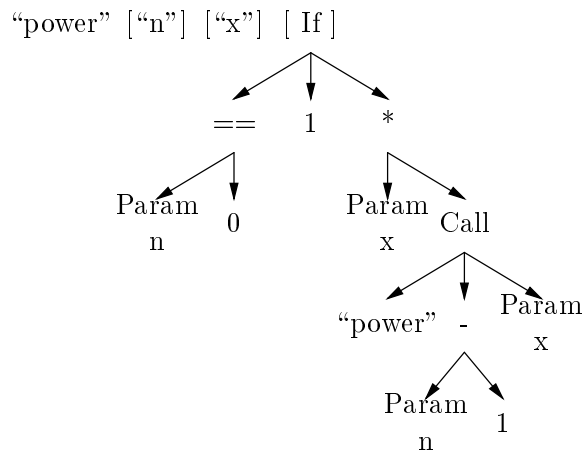 “power” [“n”] [“x”] [ If ]
== 1 *
Param 0 Param Call
n x
“power” - Param
x
Param 1
n